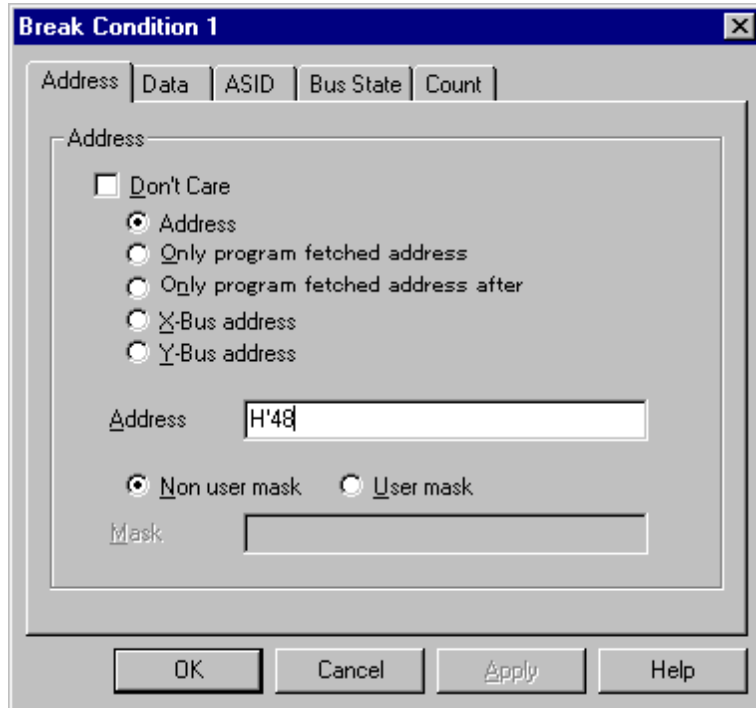 Break Condition 1
Address Data ASID Bus State Count
Address
Don't Care
Address
Only program fetched address
Only program fetched address after
X-Bus address
Y-Bus address
Address H'48
Non user mask User mask
Mask
OK Cancel Apply Help